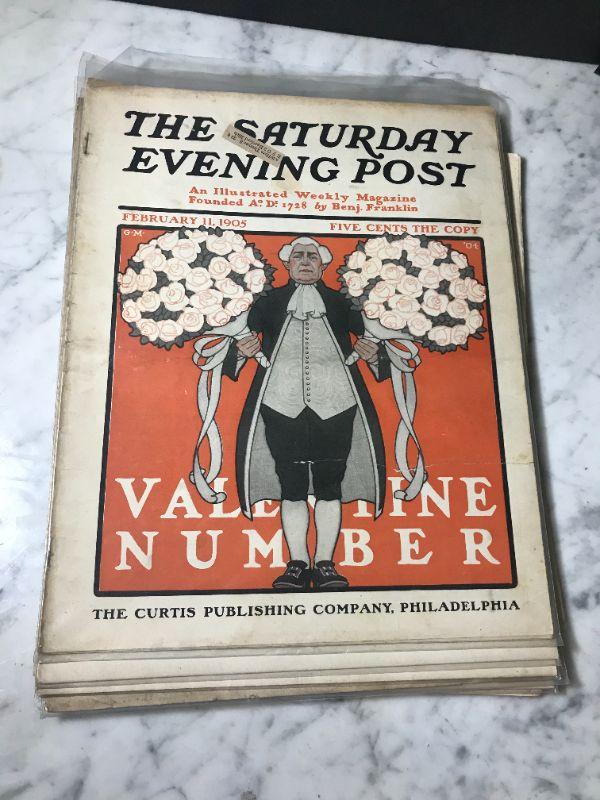 THE SATURDAY
EVENING POST
An Illustrated Weekly Magazine
Founded Aº. Dⁱ. 1728 by Benj. Franklin
FEBRUARY 11, 1905 FIVE CENTS THE COPY
G·M· '04
VALENTINE
NUMBER
THE CURTIS PUBLISHING COMPANY, PHILADELPHIA